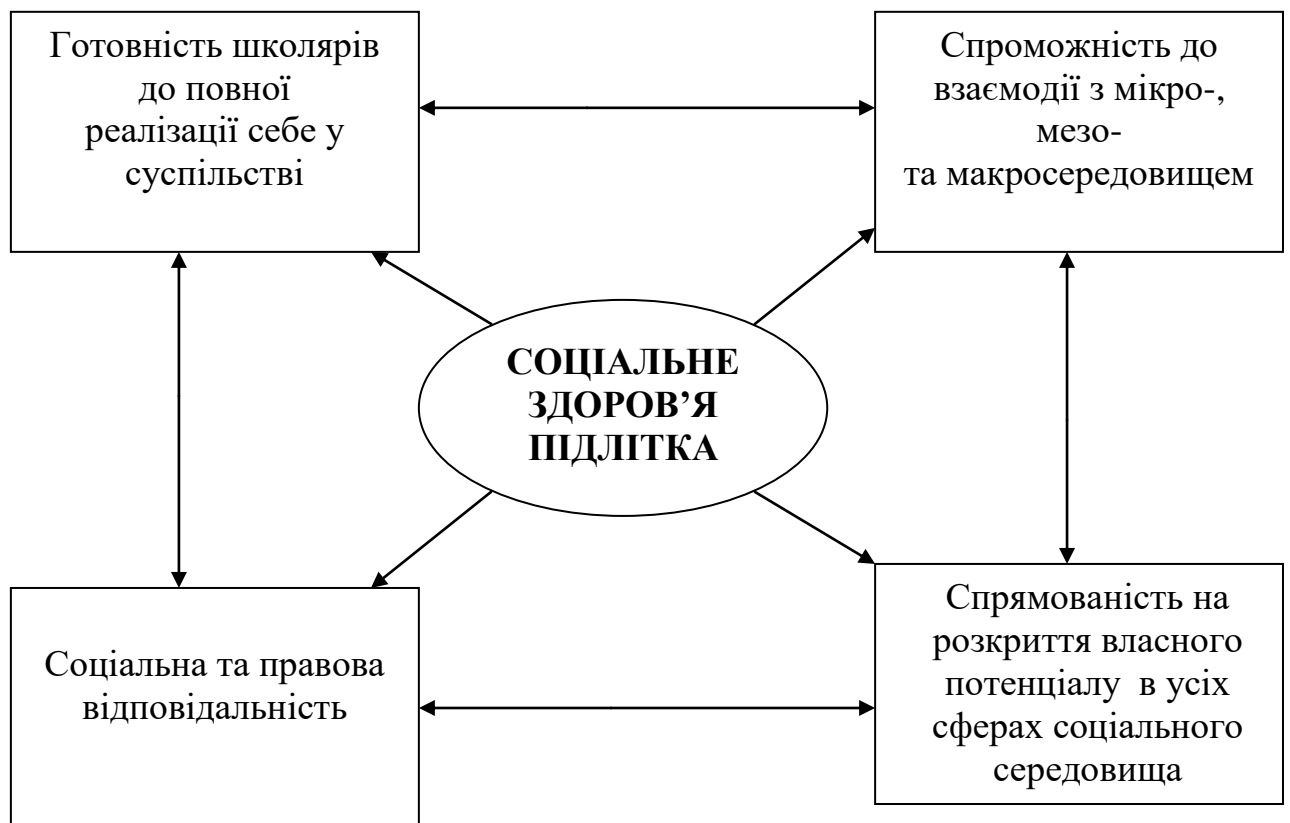 Готовність школярів
до повної
реалізації себе у
суспільстві
Спроможність до
взаємодії з мікро-,
мезо-
та макросередовищем
СОЦІАЛЬНЕ
ЗДОРОВ’Я
ПІДЛІТКА
Соціальна та правова
відповідальність
Спрямованість на
розкриття власного
потенціалу в усіх
сферах соціального
середовища